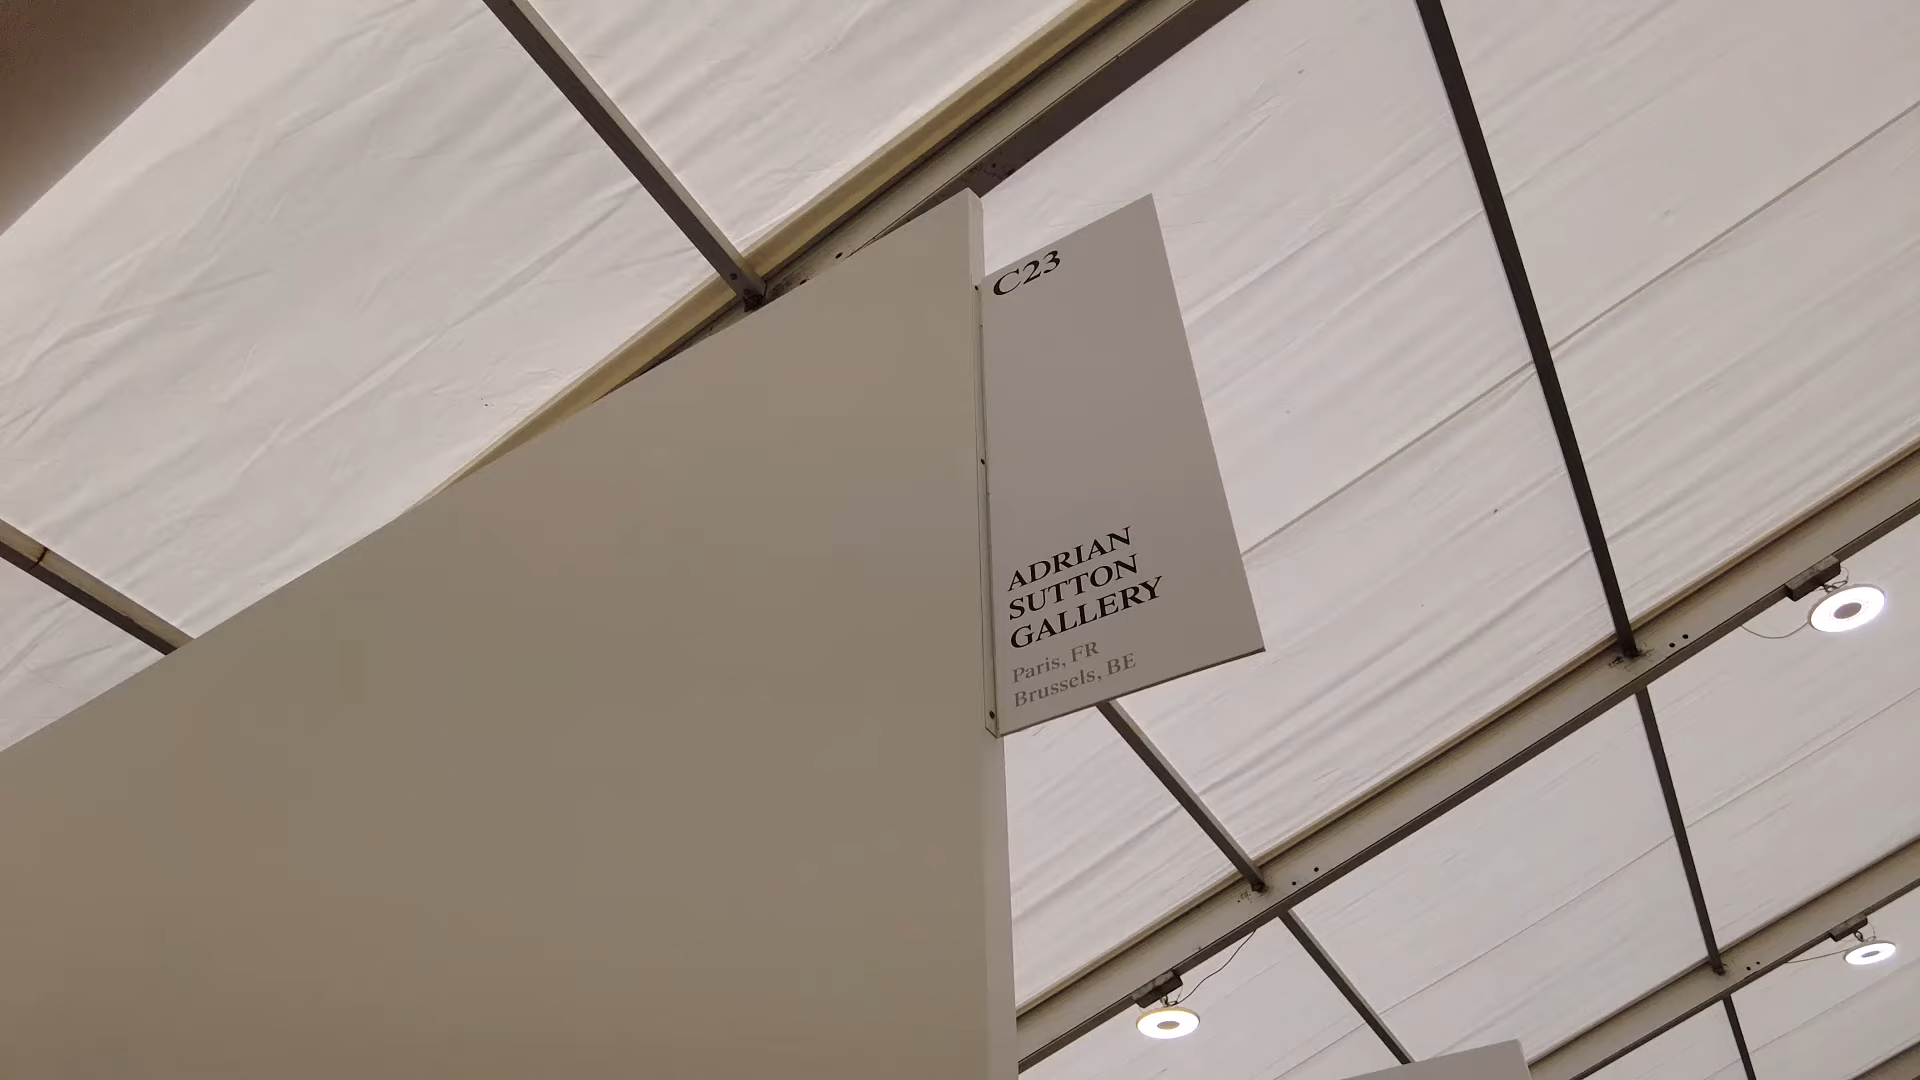 C23
ADRIAN
SUTTON
GALLERY
Paris, FR
Brussels, BE